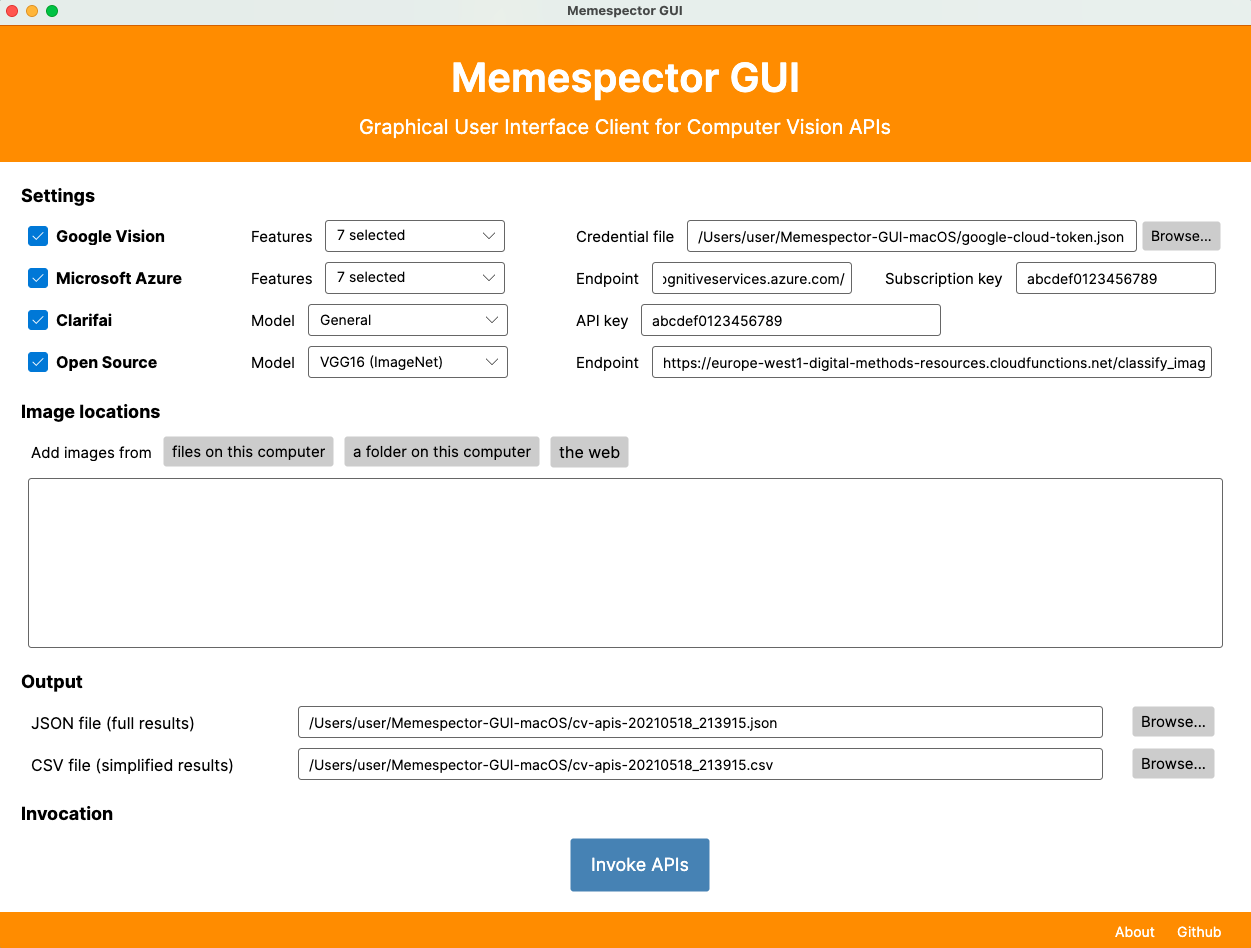 Memespector GUI
Memespector GUI
Graphical User Interface Client for Computer Vision APIs
Settings
Google Vision Features 7 selected Credential file /Users/user/Memespector-GUI-macOS/google-cloud-token.json Browse...
Microsoft Azure Features 7 selected Endpoint ognitiveservices.azure.com/ Subscription key abcdef0123456789
Clarifai Model General API key abcdef0123456789
Open Source Model VGG16 (ImageNet) Endpoint https://europe-west1-digital-methods-resources.cloudfunctions.net/classify_imag
Image locations
Add images from files on this computer a folder on this computer the web
Output
JSON file (full results) /Users/user/Memespector-GUI-macOS/cv-apis-20210518_213915.json Browse...
CSV file (simplified results) /Users/user/Memespector-GUI-macOS/cv-apis-20210518_213915.csv Browse...
Invocation
Invoke APIs
About Github